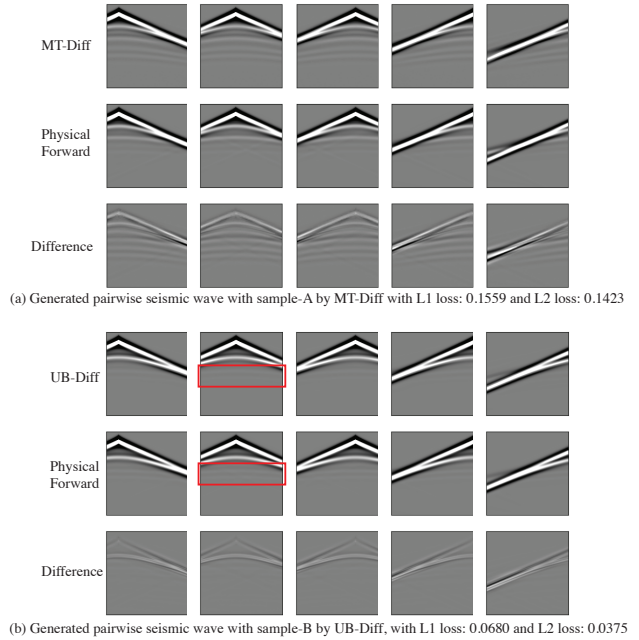 MT-Diff
Physical
Forward
Difference
(a) Generated pairwise seismic wave with sample-A by MT-Diff with L1 loss: 0.1559 and L2 loss: 0.1423
UB-Diff
Physical
Forward
Difference
(b) Generated pairwise seismic wave with sample-B by UB-Diff, with L1 loss: 0.0680 and L2 loss: 0.0375